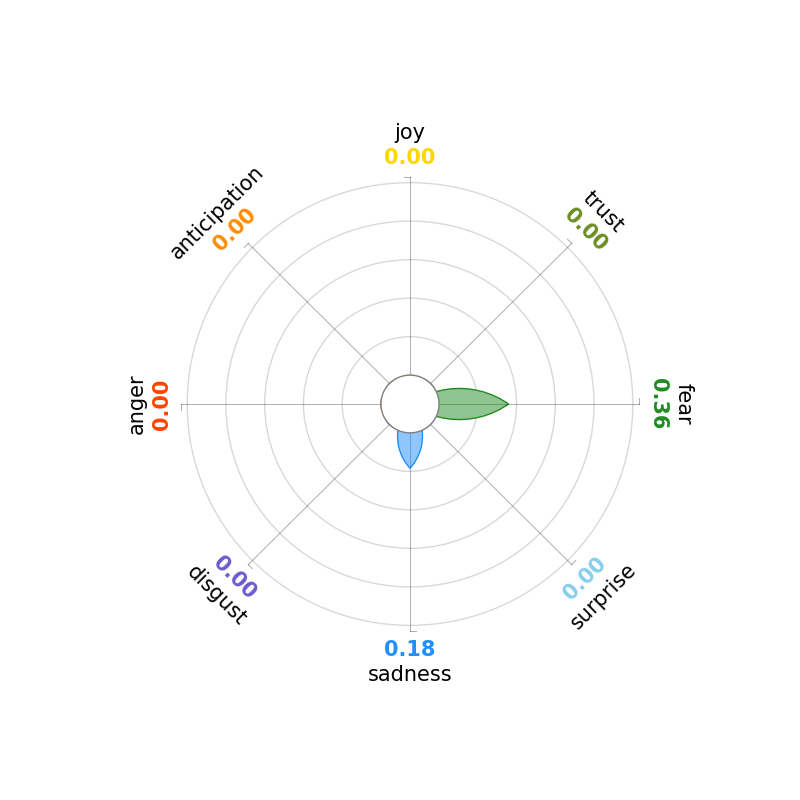 joy
0.00
trust
0.00
fear
0.36
surprise
0.00
0.18
sadness
disgust
0.00
anger
0.00
anticipation
0.00